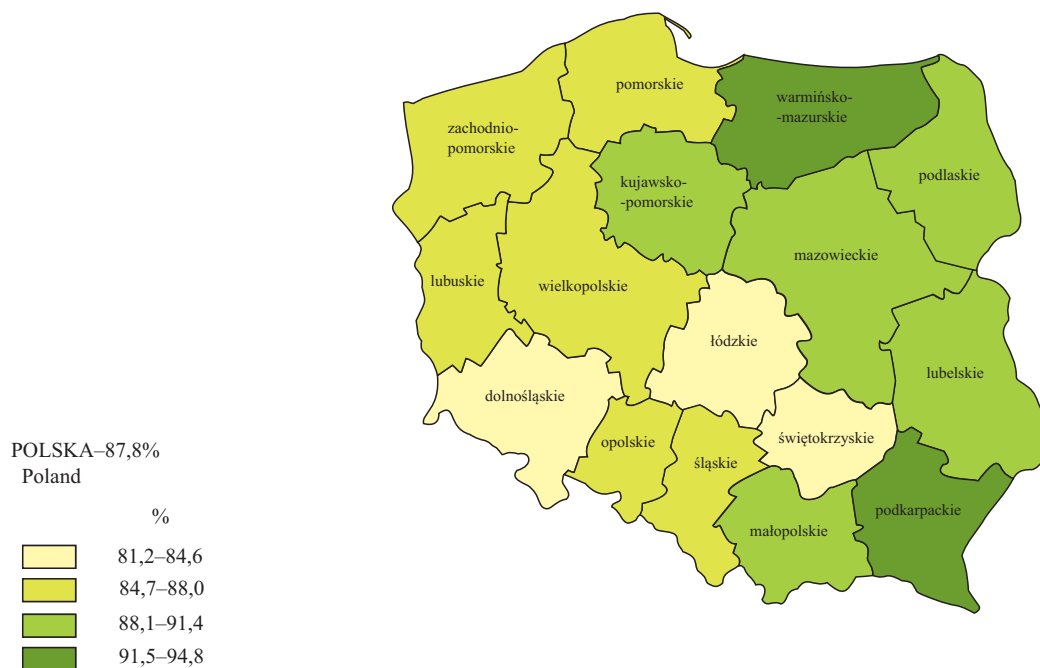 pomorskie
warmińsko-
-mazurskie
zachodnio-
pomorskie
podlaskie
kujawsko-
-pomorskie
mazowieckie
lubuskie
wielkopolskie
łódzkie
lubelskie
dolnośląskie
świętokrzyskie
opolskie
śląskie
podkarpackie
małopolskie
POLSKA–87,8%
Poland
%
81,2–84,6
84,7–88,0
88,1–91,4
91,5–94,8